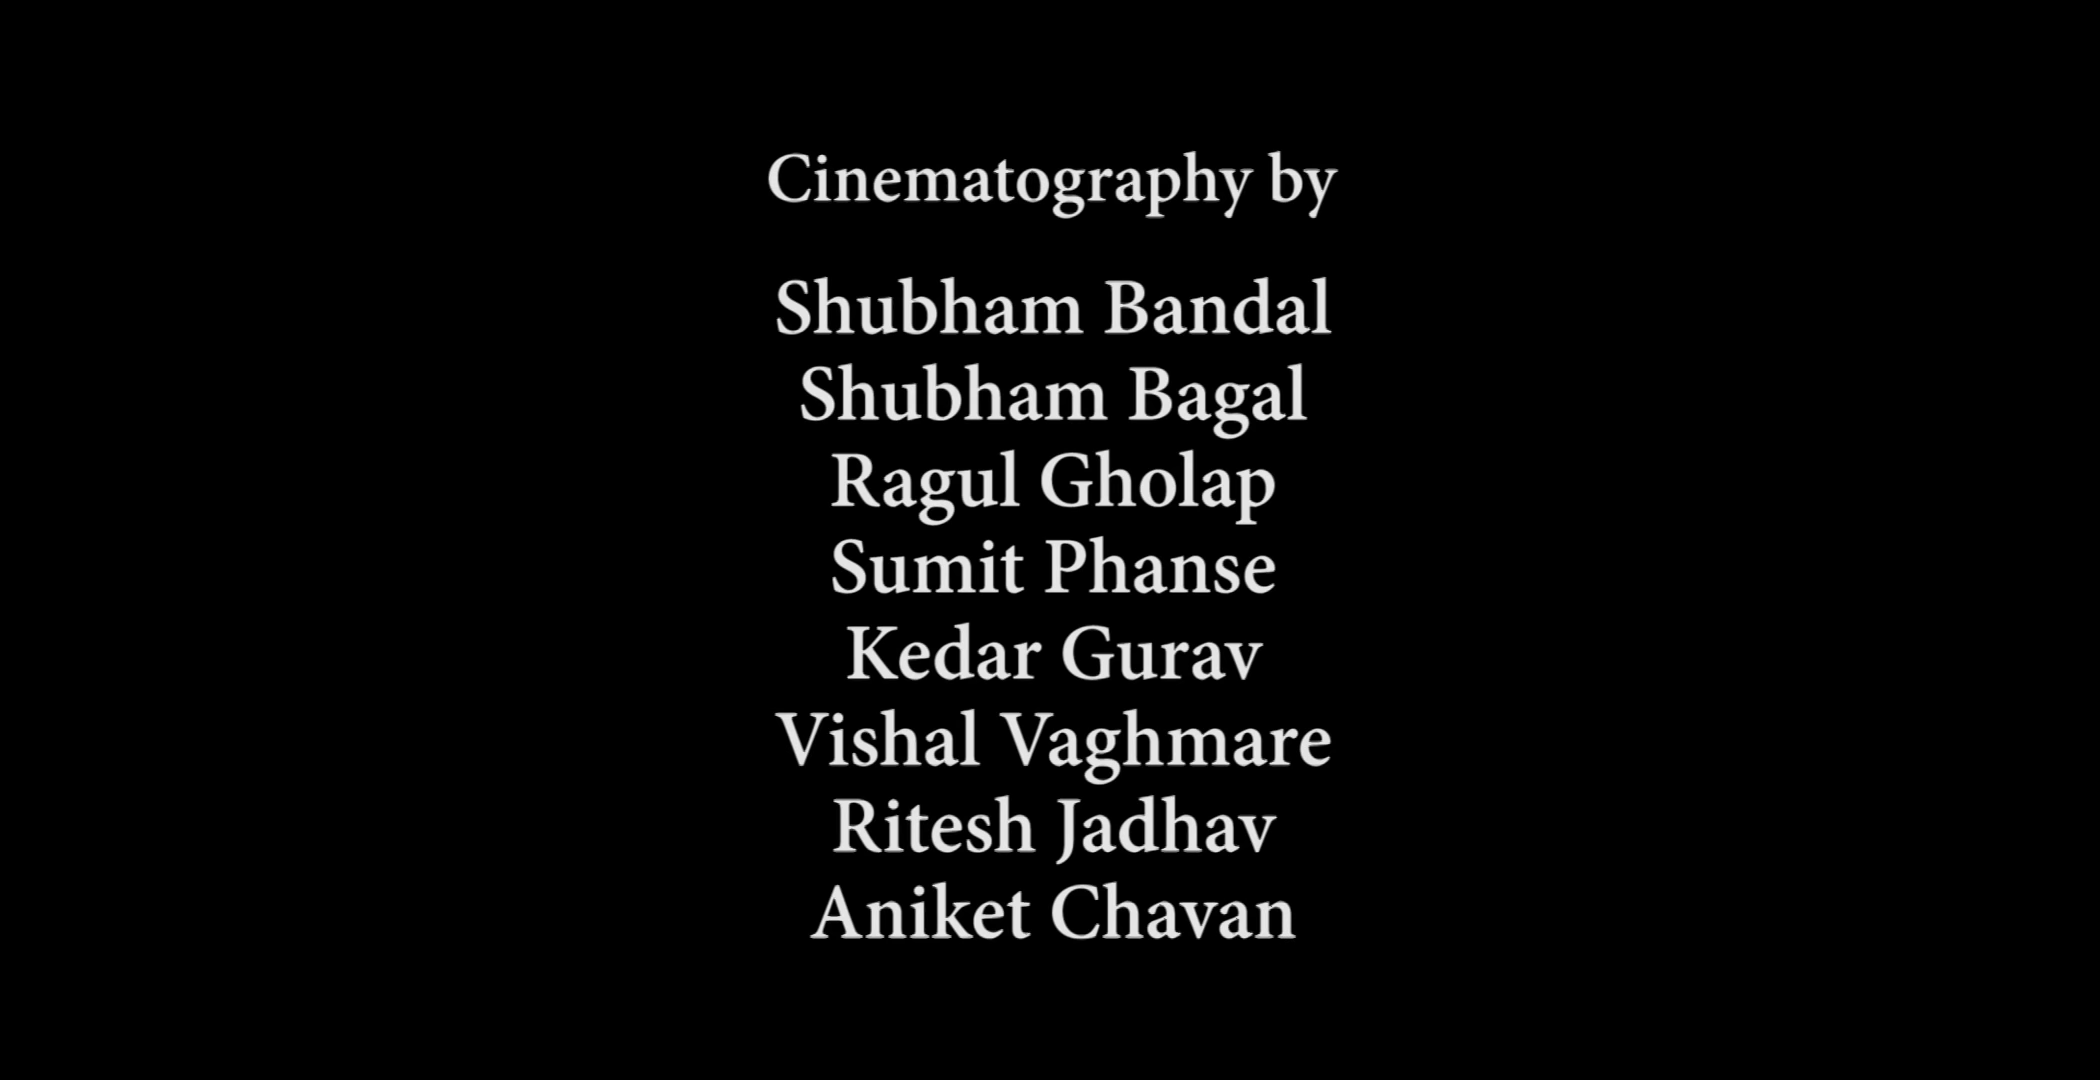 Cinematography by
Shubham Bandal
Shubham Bagal
Ragul Gholap
Sumit Phanse
Kedar Gurav
Vishal Vaghmare
Ritesh Jadhav
Aniket Chavan